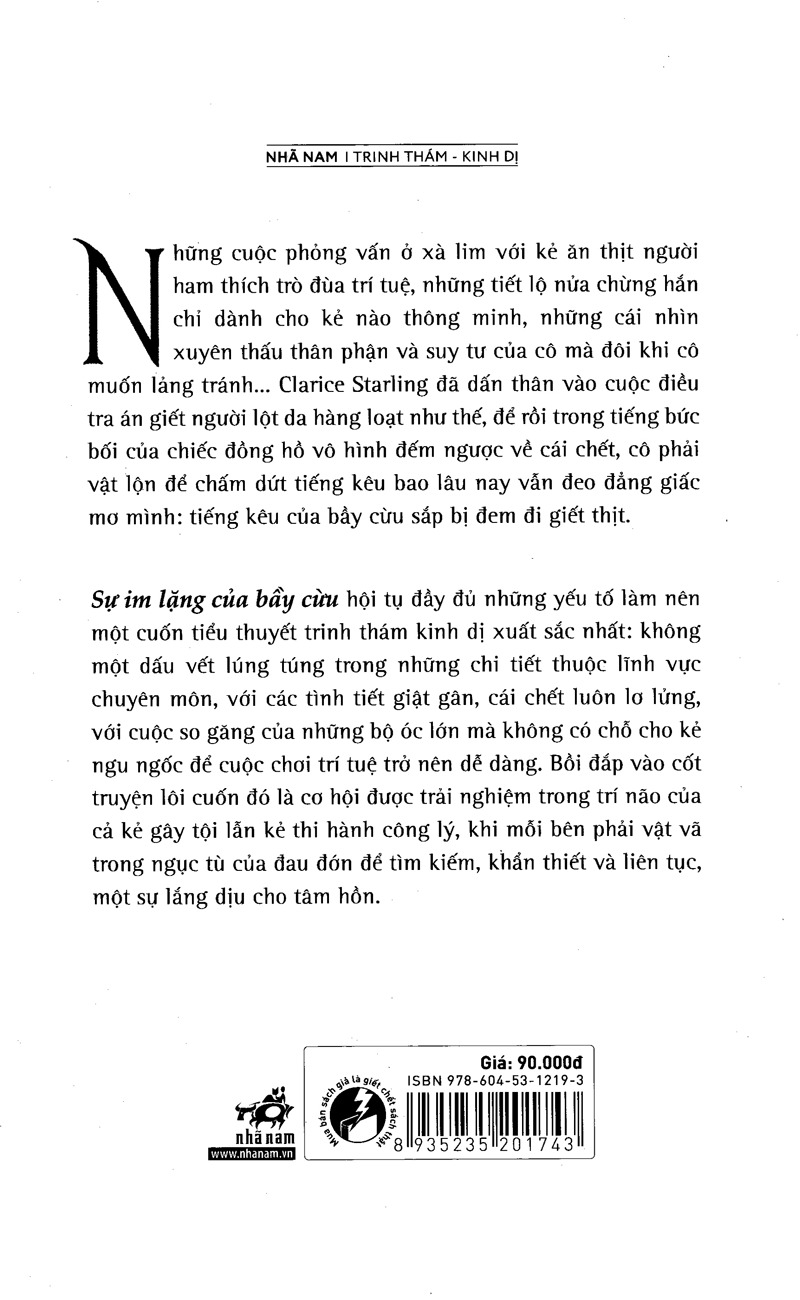 NHÃ NAM | TRINH THÁM - KINH DỊ
Những cuộc phỏng vấn ở xà lim với kẻ ăn thịt người
ham thích trò đùa trí tuệ, những tiết lộ nửa chừng hắn
chỉ dành cho kẻ nào thông minh, những cái nhìn
xuyên thấu thân phận và suy tư của cô mà đôi khi cô
muốn lảng tránh... Clarice Starling đã dấn thân vào cuộc điều
tra án giết người lột da hàng loạt như thế, để rồi trong tiếng bức
bối của chiếc đồng hồ vô hình đếm ngược về cái chết, cô phải
vật lộn để chấm dứt tiếng kêu bao lâu nay vẫn đeo đẳng giấc
mơ mình: tiếng kêu của bầy cừu sắp bị đem đi giết thịt.
Sự im lặng của bầy cừu hội tụ đầy đủ những yếu tố làm nên
một cuốn tiểu thuyết trinh thám kinh dị xuất sắc nhất: không
một dấu vết lúng túng trong những chi tiết thuộc lĩnh vực
chuyên môn, với các tình tiết giật gân, cái chết luôn lơ lửng,
với cuộc so găng của những bộ óc lớn mà không có chỗ cho kẻ
ngu ngốc để cuộc chơi trí tuệ trở nên dễ dàng. Bồi đắp vào cốt
truyện lôi cuốn đó là cơ hội được trải nghiệm trong trí não của
cả kẻ gây tội lẫn kẻ thi hành công lý, khi mỗi bên phải vật vã
trong ngục tù của đau đớn để tìm kiếm, khẩn thiết và liên tục,
một sự lắng dịu cho tâm hồn.
Giá: 90.000đ
ISBN 978-604-53-1219-3
Mua bán sách giả là giết chết sách thật
8 935235 201743
nhã nam
www.nhanam.vn